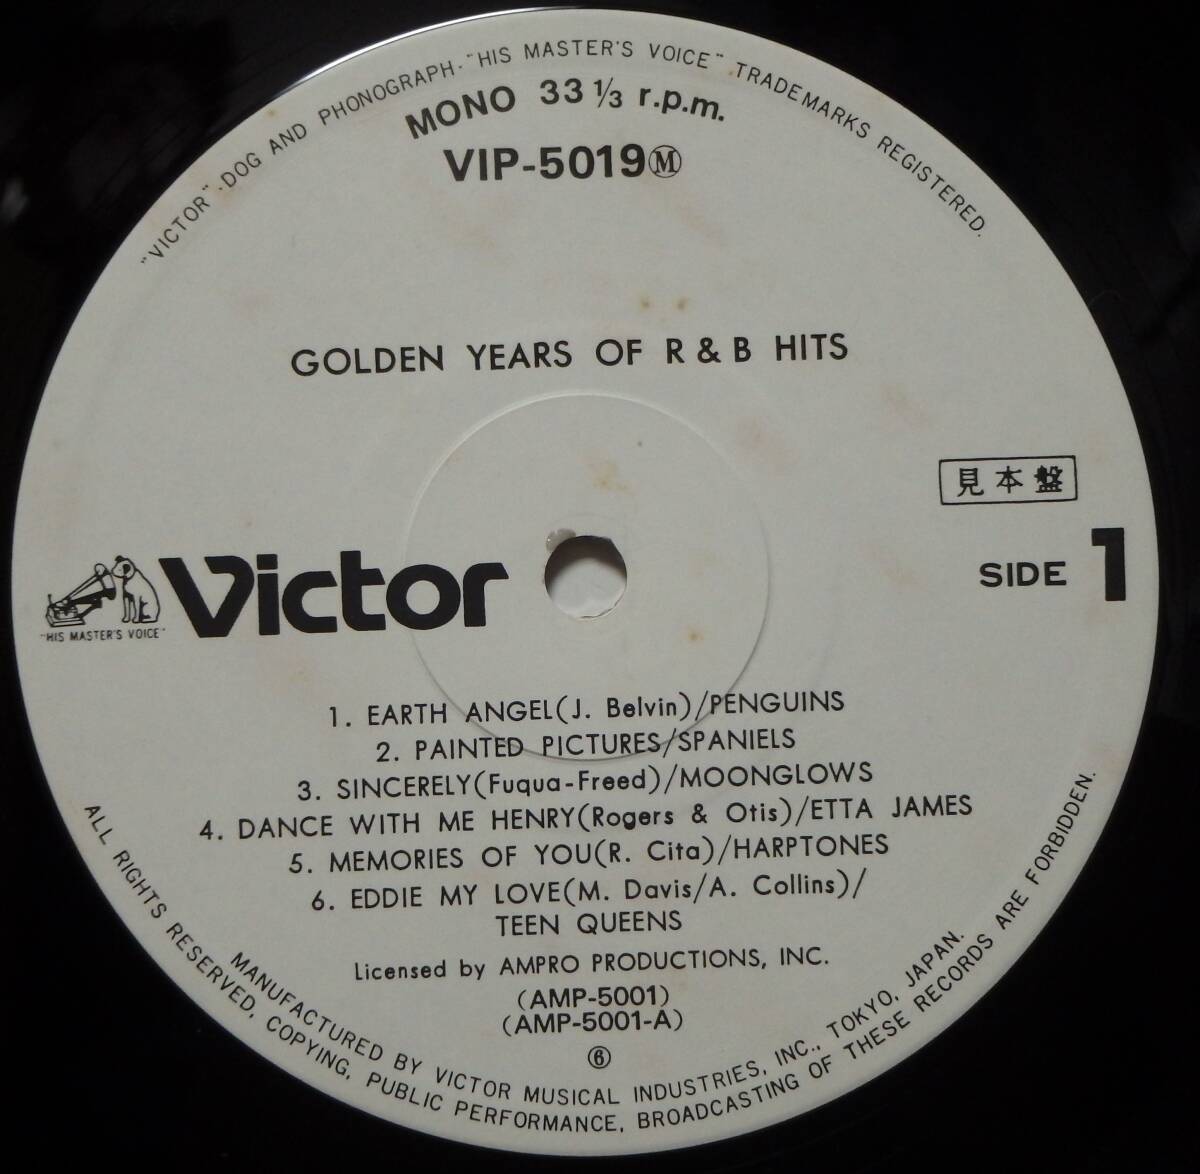 "VICTOR"·DOG AND PHONOGRAPH·"HIS MASTER'S VOICE" TRADEMARKS REGISTERED.
MONO 33 1/3 r.p.m.
VIP-5019Ⓜ
GOLDEN YEARS OF R & B HITS
見本盤
SIDE 1
Victor
"HIS MASTER'S VOICE"
1. EARTH ANGEL(J. Belvin)/PENGUINS
2. PAINTED PICTURES/SPANIELS
3. SINCERELY(Fuqua-Freed)/MOONGLOWS
4. DANCE WITH ME HENRY(Rogers & Otis)/ETTA JAMES
5. MEMORIES OF YOU(R. Cita)/HARPTONES
6. EDDIE MY LOVE(M. Davis/A. Collins)/
TEEN QUEENS
Licensed by AMPRO PRODUCTIONS, INC.
(AMP-5001)
(AMP-5001-A)
⑥
MANUFACTURED BY VICTOR MUSICAL INDUSTRIES, INC., TOKYO, JAPAN.
ALL RIGHTS RESERVED, COPYING, PUBLIC PERFORMANCE, BROADCASTING OF THESE RECORDS ARE FORBIDDEN.